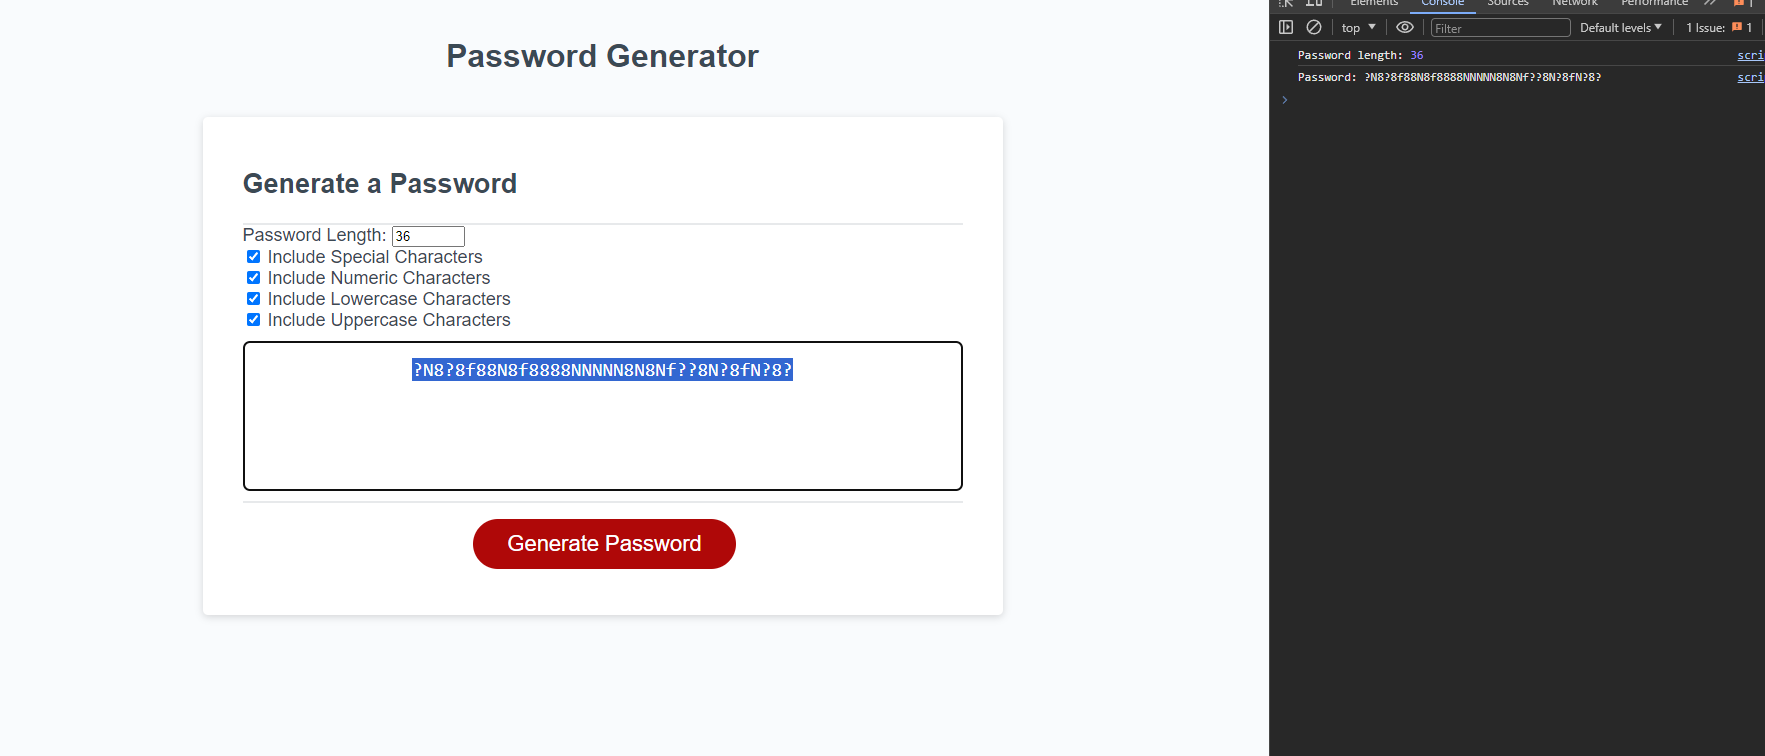 Password Generator
Generate a Password
Password Length: 36
Include Special Characters
Include Numeric Characters
Include Lowercase Characters
Include Uppercase Characters
?N8?8f88N8f8888NNNNN8N8Nf??8N?8fN?8?
Generate Password
Elements Console Sources Network Performance 1
top Filter Default levels 1 Issue: 1
Password length: 36 scri
Password: ?N8?8f88N8f8888NNNNN8N8Nf??8N?8fN?8? scri